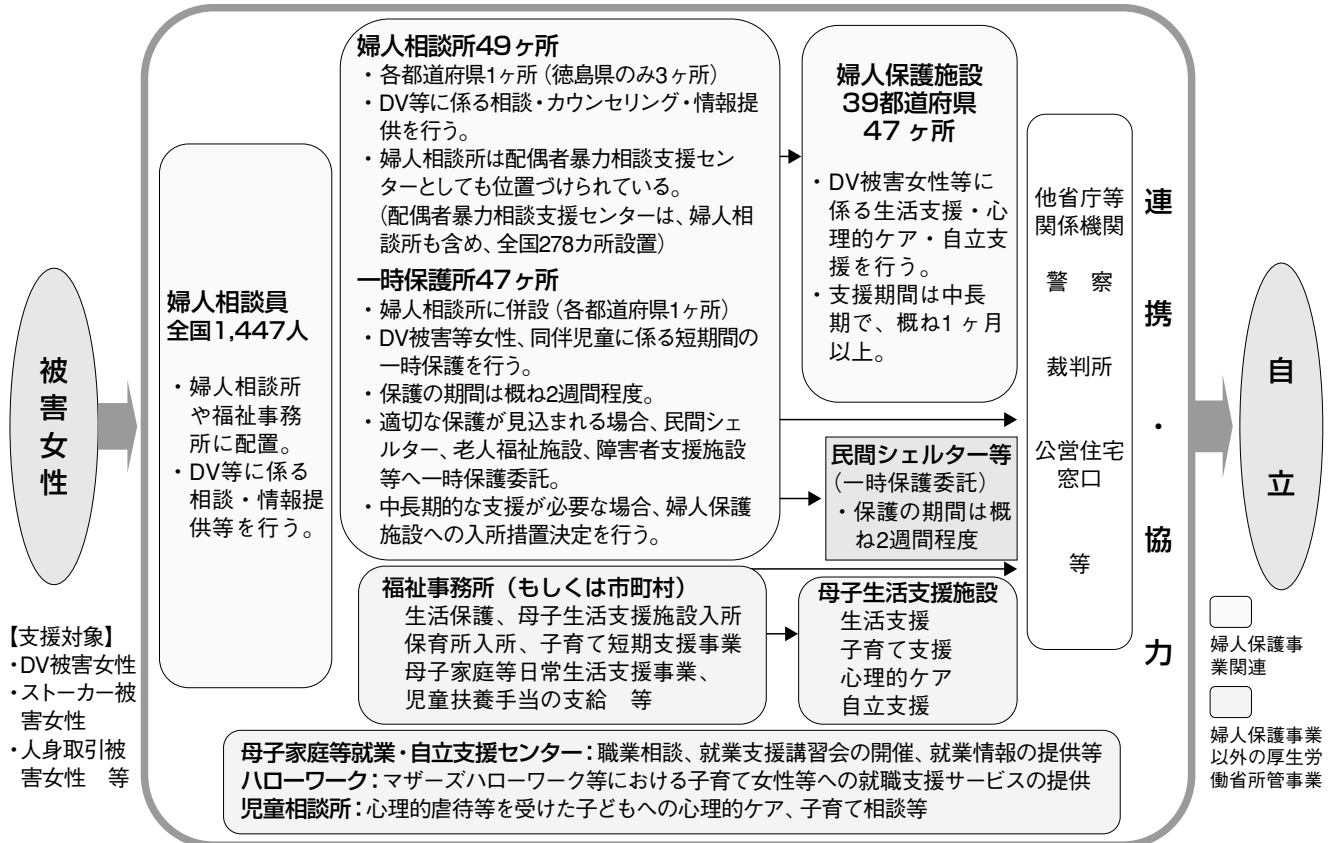 被害女性
【支援対象】
・DV被害女性
・ストーカー被
害女性
・人身取引被
害女性　等
婦人相談員
全国1,447人
・婦人相談所
や福祉事務
所に配置。
・DV等に係る
相談・情報提
供等を行う。
婦人相談所49ヶ所
・各都道府県1ヶ所（徳島県のみ3ヶ所）
・DV等に係る相談・カウンセリング・情報提
供を行う。
・婦人相談所は配偶者暴力相談支援セン
ターとしても位置づけられている。
（配偶者暴力相談支援センターは、婦人相
談所も含め、全国278カ所設置）
一時保護所47ヶ所
・婦人相談所に併設（各都道府県1ヶ所）
・DV被害等女性、同伴児童に係る短期間の
一時保護を行う。
・保護の期間は概ね2週間程度。
・適切な保護が見込まれる場合、民間シェ
ルター、老人福祉施設、障害者支援施設
等へ一時保護委託。
・中長期的な支援が必要な場合、婦人保護
施設への入所措置決定を行う。
福祉事務所（もしくは市町村）
生活保護、母子生活支援施設入所
保育所入所、子育て短期支援事業
母子家庭等日常生活支援事業、
児童扶養手当の支給　等
婦人保護施設
39都道府県
47ヶ所
・DV被害女性等に
係る生活支援・心
理的ケア・自立支
援を行う。
・支援期間は中長
期で、概ね1ヶ月
以上。
民間シェルター等
（一時保護委託）
・保護の期間は概
ね2週間程度
母子生活支援施設
生活支援
子育て支援
心理的ケア
自立支援
他省庁等
関係機関
警　察
裁判所
公営住宅
窓口
等
連携・協力
母子家庭等就業・自立支援センター：職業相談、就業支援講習会の開催、就業情報の提供等
ハローワーク：マザーズハローワーク等における子育て女性等への就職支援サービスの提供
児童相談所：心理的虐待等を受けた子どもへの心理的ケア、子育て相談等
自立
婦人保護事
業関連
婦人保護事業
以外の厚生労
働省所管事業